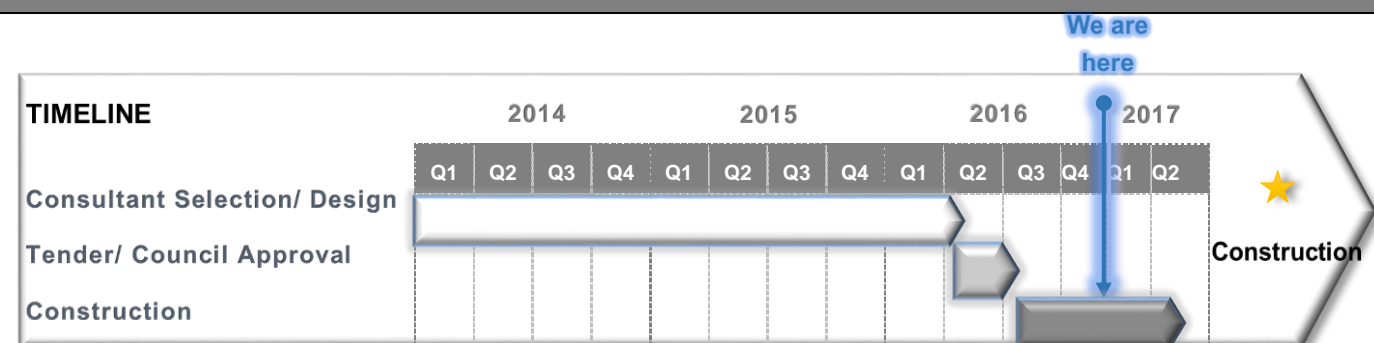 We are
here
TIMELINE 2014 2015 2016 2017
Q1 Q2 Q3 Q4 Q1 Q2 Q3 Q4 Q1 Q2 Q3 Q4 Q1 Q2
Consultant Selection/ Design
Tender/ Council Approval
Construction
Construction